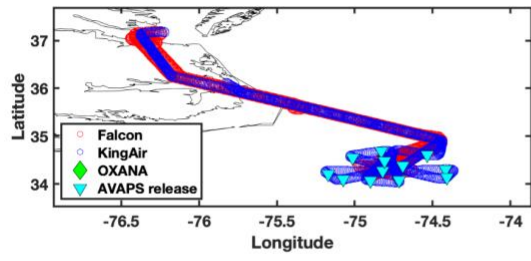 37
36
35
34
Latitude
Falcon
KingAir
OXANA
AVAPS release
-76.5
-76
-75.5
-75
-74.5
-74
Longitude